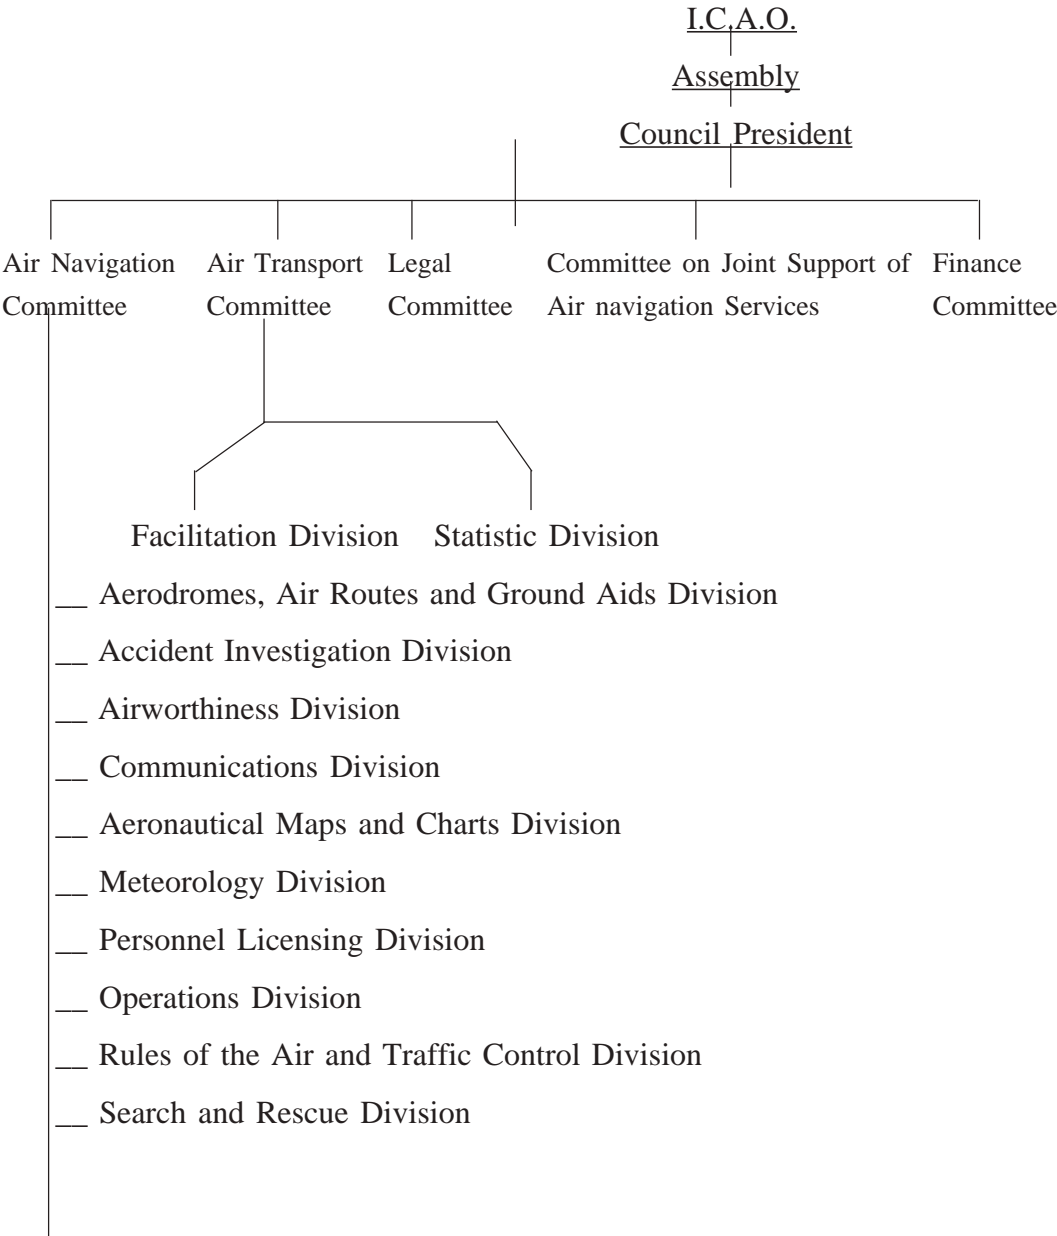 I.C.A.O.
Assembly
Council President
Air Navigation Committee
Air Transport Committee
Legal Committee
Committee on Joint Support of Air navigation Services
Finance Committee
Facilitation Division
Statistic Division
__ Aerodromes, Air Routes and Ground Aids Division
__ Accident Investigation Division
__ Airworthiness Division
__ Communications Division
__ Aeronautical Maps and Charts Division
__ Meteorology Division
__ Personnel Licensing Division
__ Operations Division
__ Rules of the Air and Traffic Control Division
__ Search and Rescue Division